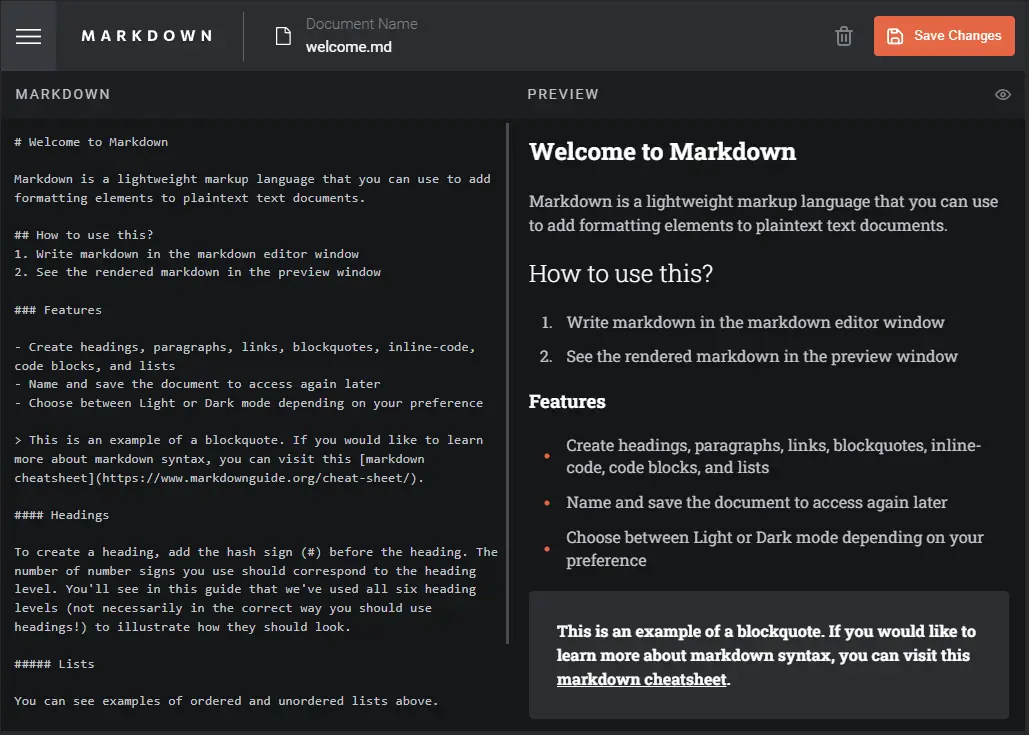 MARKDOWN
Document Name
welcome.md
Save Changes
MARKDOWN
# Welcome to Markdown
Markdown is a lightweight markup language that you can use to add
formatting elements to plaintext text documents.
## How to use this?
1. Write markdown in the markdown editor window
2. See the rendered markdown in the preview window
### Features
- Create headings, paragraphs, links, blockquotes, inline-code,
code blocks, and lists
- Name and save the document to access again later
- Choose between Light or Dark mode depending on your preference
> This is an example of a blockquote. If you would like to learn
more about markdown syntax, you can visit this [markdown
cheatsheet](https://www.markdownguide.org/cheat-sheet/).
#### Headings
To create a heading, add the hash sign (#) before the heading. The
number of number signs you use should correspond to the heading
level. You'll see in this guide that we've used all six heading
levels (not necessarily in the correct way you should use
headings!) to illustrate how they should look.
##### Lists
You can see examples of ordered and unordered lists above.
PREVIEW
Welcome to Markdown
Markdown is a lightweight markup language that you can use
to add formatting elements to plaintext text documents.
How to use this?
1. Write markdown in the markdown editor window
2. See the rendered markdown in the preview window
Features
• Create headings, paragraphs, links, blockquotes, inline-
code, code blocks, and lists
• Name and save the document to access again later
• Choose between Light or Dark mode depending on your
preference
This is an example of a blockquote. If you would like to
learn more about markdown syntax, you can visit this
markdown cheatsheet.